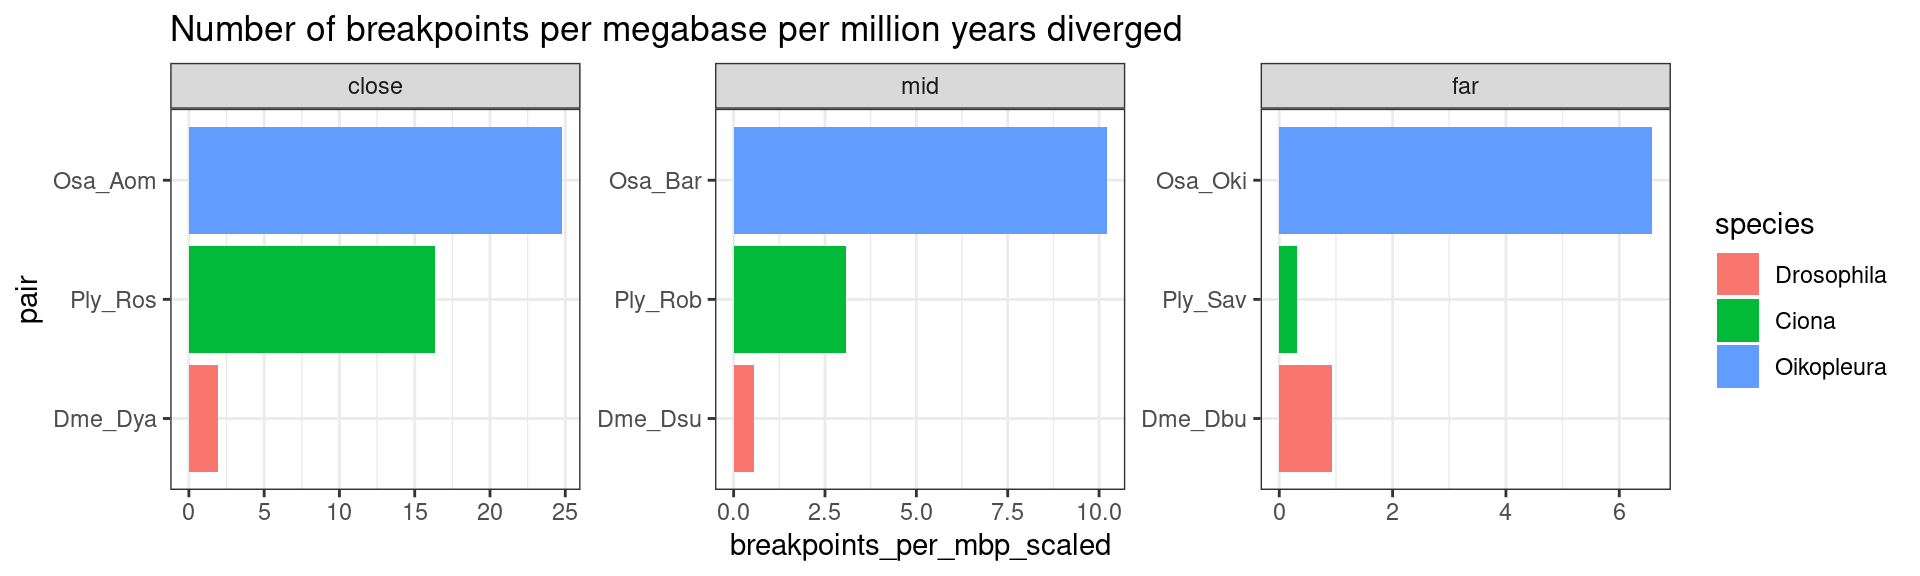 Number of breakpoints per megabase per million years diverged
close
mid
far
Osa_Aom
Ply_Ros
Dme_Dya
Osa_Bar
Ply_Rob
Dme_Dsu
Osa_Oki
Ply_Sav
Dme_Dbu
pair
0 5 10 15 20 25
0.0 2.5 5.0 7.5 10.0
0 2 4 6
breakpoints_per_mbp_scaled
species
Drosophila
Ciona
Oikopleura